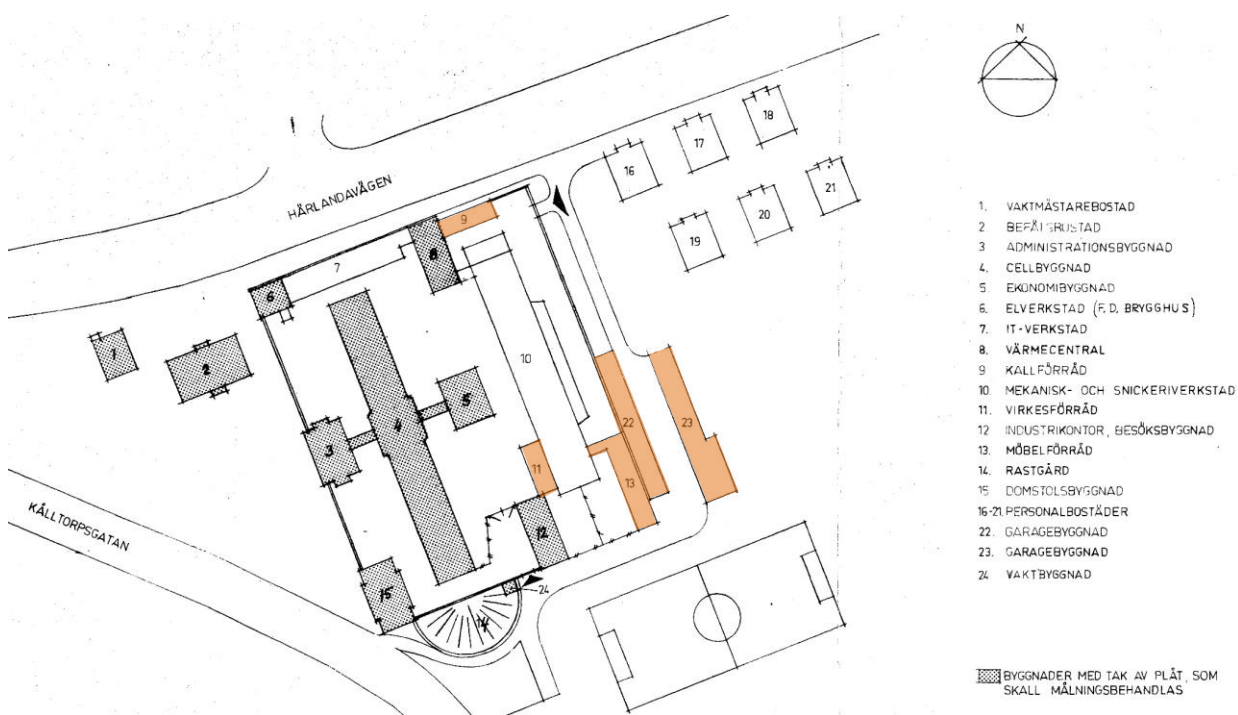 N
HÄRLANDAVÄGEN
KÅLLTORPSGATAN
18
17
16
21
20
19
9
8
7
6
1
2
10
5
4
3
22
23
11
13
12
15
24
14
1. VAKTMÄSTAREBOSTAD
2 BEFÄLSBOSTAD
3 ADMINISTRATIONSBYGGNAD
4. CELLBYGGNAD
5 EKONOMIBYGGNAD
6. ELVERKSTAD (F.D. BRYGGHUS)
7. IT-VERKSTAD
8. VÄRMECENTRAL
9 KALLFÖRRÅD
10 MEKANISK- OCH SNICKERIVERKSTAD
11. VIRKESFÖRRÅD
12 INDUSTRIKONTOR, BESÖKSBYGGNAD
13. MÖBELFÖRRÅD
14. RASTGÅRD
15 DOMSTOLSBYGGNAD
16-21. PERSONALBOSTÄDER
22. GARAGEBYGGNAD
23. GARAGEBYGGNAD
24 VAKTBYGGNAD
BYGGNADER MED TAK AV PLÅT, SOM
SKALL MÅLNINGSBEHANDLAS